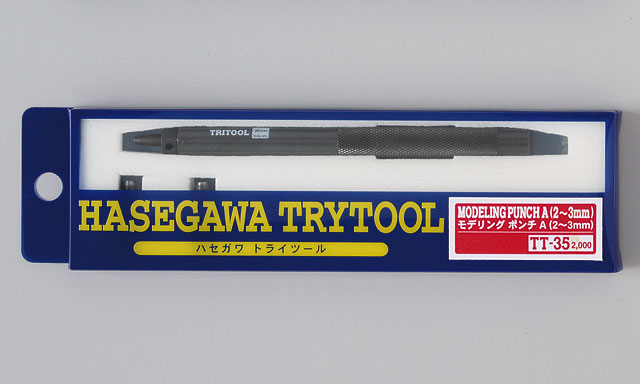 TRITOOL
HASEGAWA TRYTOOL
ハセガワ トライツール
MODELING PUNCH A (2～3mm)
モデリング ポンチ A (2～3mm)
TT-35 2,000